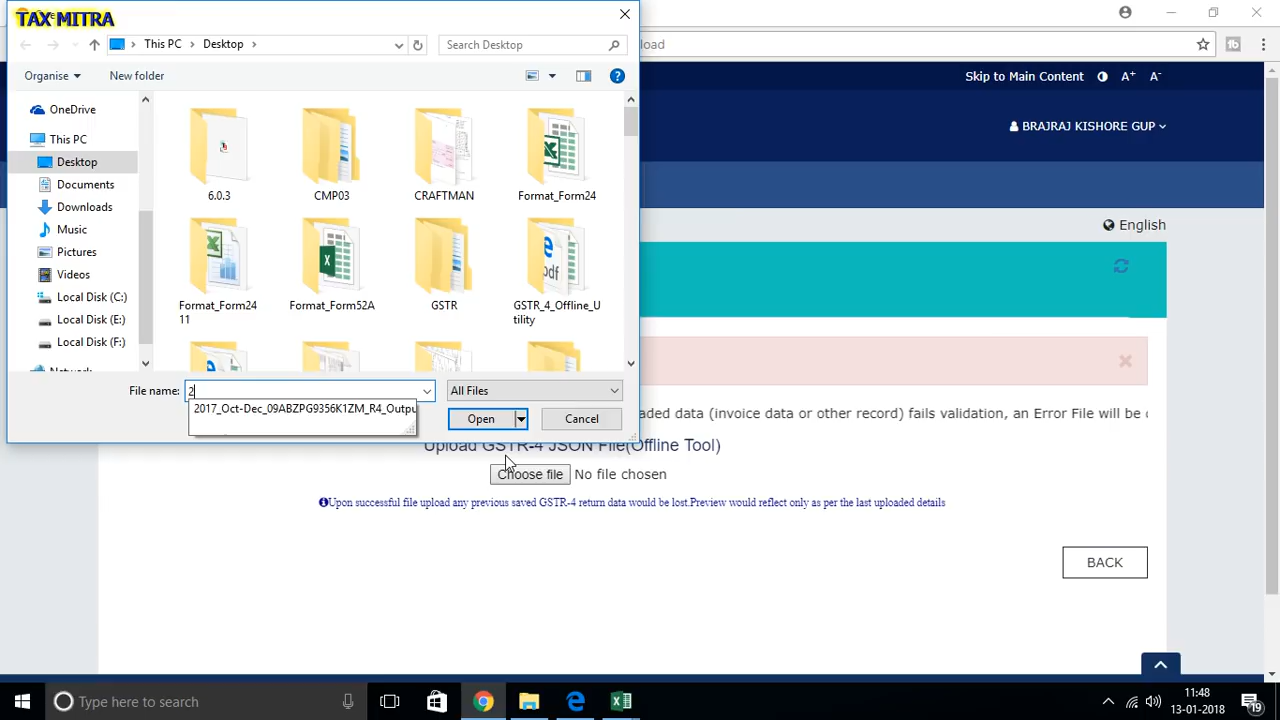 TAX MITRA
This PC
Desktop
Search Desktop
Organise
New folder
OneDrive
This PC
Desktop
Documents
Downloads
Music
Pictures
Videos
Local Disk (C:)
Local Disk (E:)
Local Disk (F:)
6.0.3
CMP03
CRAFTMAN
Format_Form24
Format_Form24
11
Format_Form52A
GSTR
GSTR_4_Offline_U
tility
File name:
2
All Files
2017_Oct-Dec_09ABZPG9356K1ZM_R4_Outpu
Open
Cancel
load
Skip to Main Content
A+
A-
BRAJRAJ KISHORE GUP
English
aded data (invoice data or other record) fails validation, an Error File will be c
Upload GSTR-4 JSON File(Offline Tool)
Choose file
No file chosen
Upon successful file upload any previous saved GSTR-4 return data would be lost.Preview would reflect only as per the last uploaded details
BACK
Type here to search
11:48
13-01-2018
19